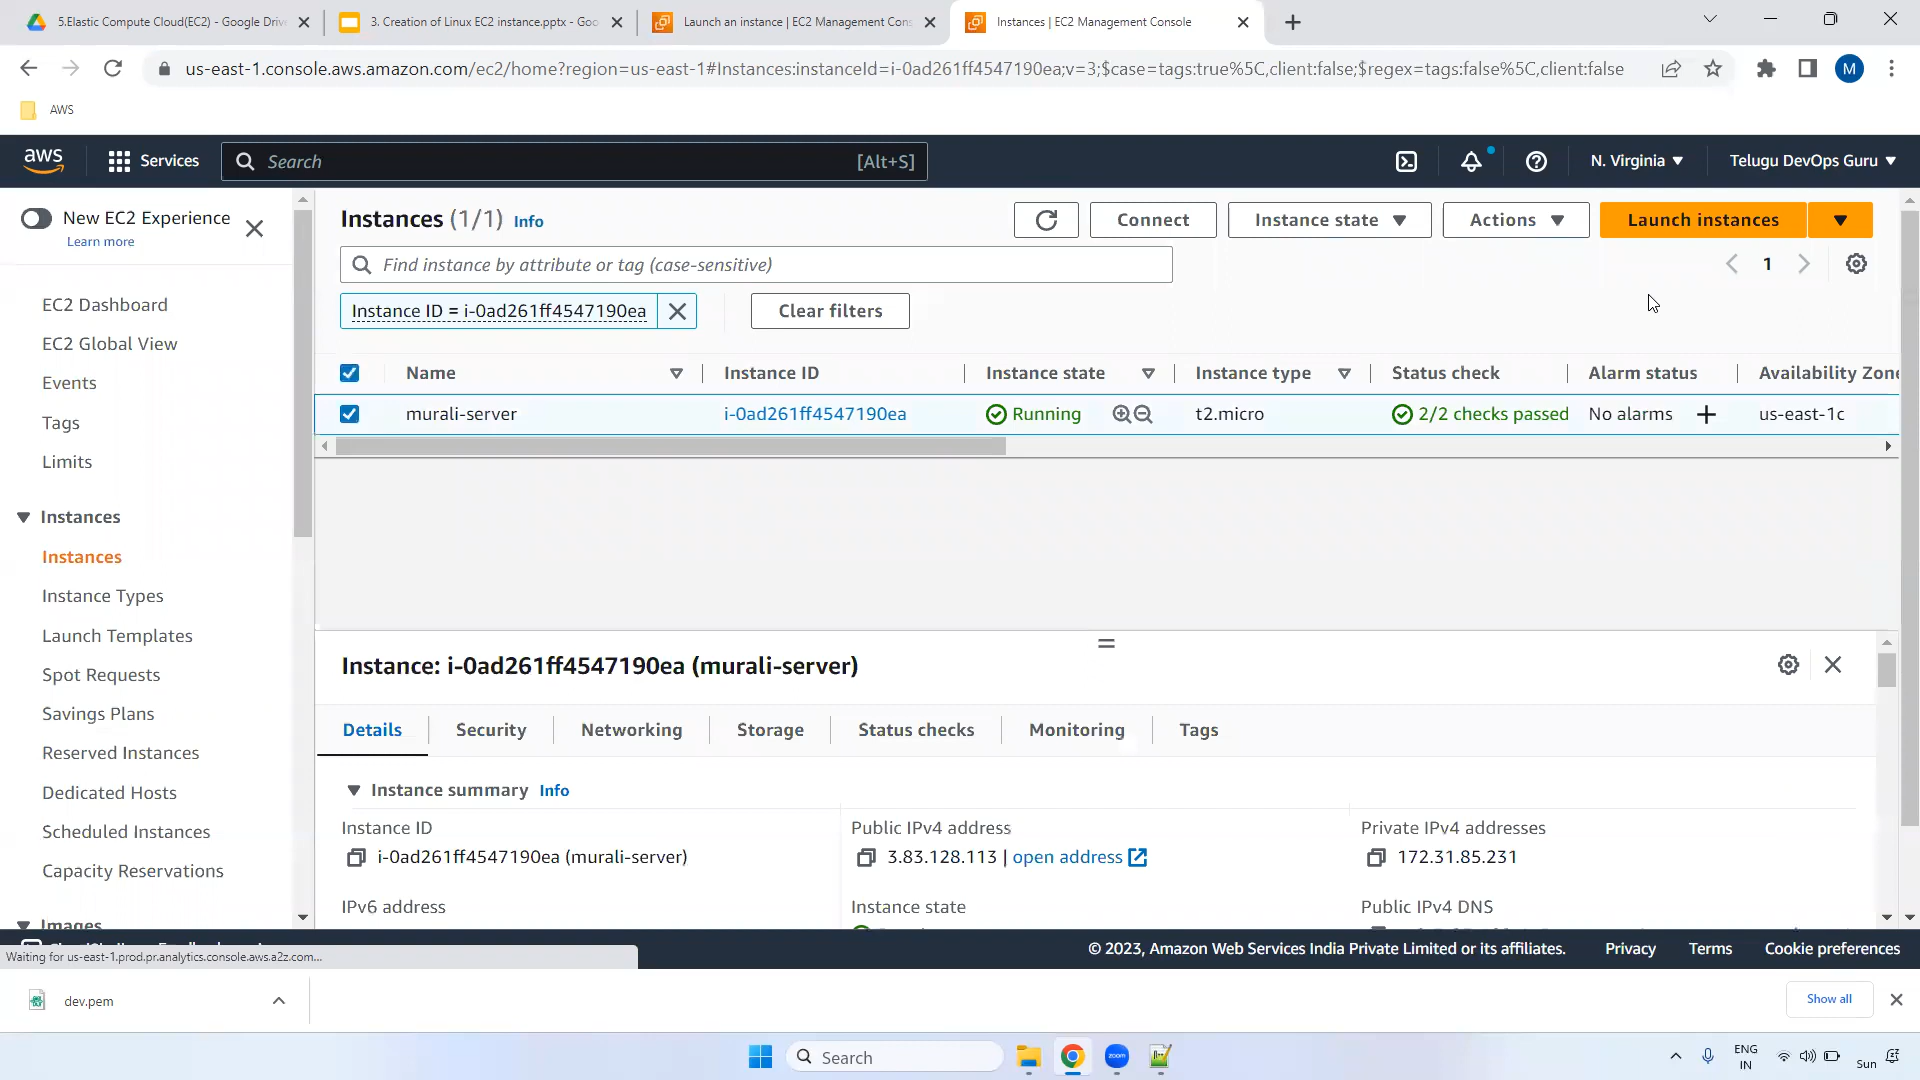 5.Elastic Compute Cloud(EC2) - Google Driv
3. Creation of Linux EC2 instance.pptx - Goo
Launch an instance | EC2 Management Cons
Instances | EC2 Management Console
us-east-1.console.aws.amazon.com/ec2/home?region=us-east-1#Instances:instanceId=i-0ad261ff4547190ea;v=3;$case=tags:true%5C,client:false;$regex=tags:false%5C,client:false
M
AWS
aws
Services
Search
[Alt+S]
N. Virginia
Telugu DevOps Guru
New EC2 Experience
Learn more
EC2 Dashboard
EC2 Global View
Events
Tags
Limits
Instances
Instances
Instance Types
Launch Templates
Spot Requests
Savings Plans
Reserved Instances
Dedicated Hosts
Scheduled Instances
Capacity Reservations
Images
Instances (1/1) Info
Connect
Instance state
Actions
Launch instances
Find instance by attribute or tag (case-sensitive)
1
Instance ID = i-0ad261ff4547190ea
Clear filters
Name Instance ID Instance state Instance type Status check Alarm status Availability Zone
murali-server i-0ad261ff4547190ea Running t2.micro 2/2 checks passed No alarms us-east-1c
Instance: i-0ad261ff4547190ea (murali-server)
Details Security Networking Storage Status checks Monitoring Tags
Instance summary Info
Instance ID Public IPv4 address Private IPv4 addresses
i-0ad261ff4547190ea (murali-server) 3.83.128.113 | open address 172.31.85.231
IPv6 address Instance state Public IPv4 DNS
© 2023, Amazon Web Services India Private Limited or its affiliates. Privacy Terms Cookie preferences
Waiting for us-east-1.prod.pr.analytics.console.aws.a2z.com...
dev.pem
Show all
Search
zoom
ENG
IN
Sun